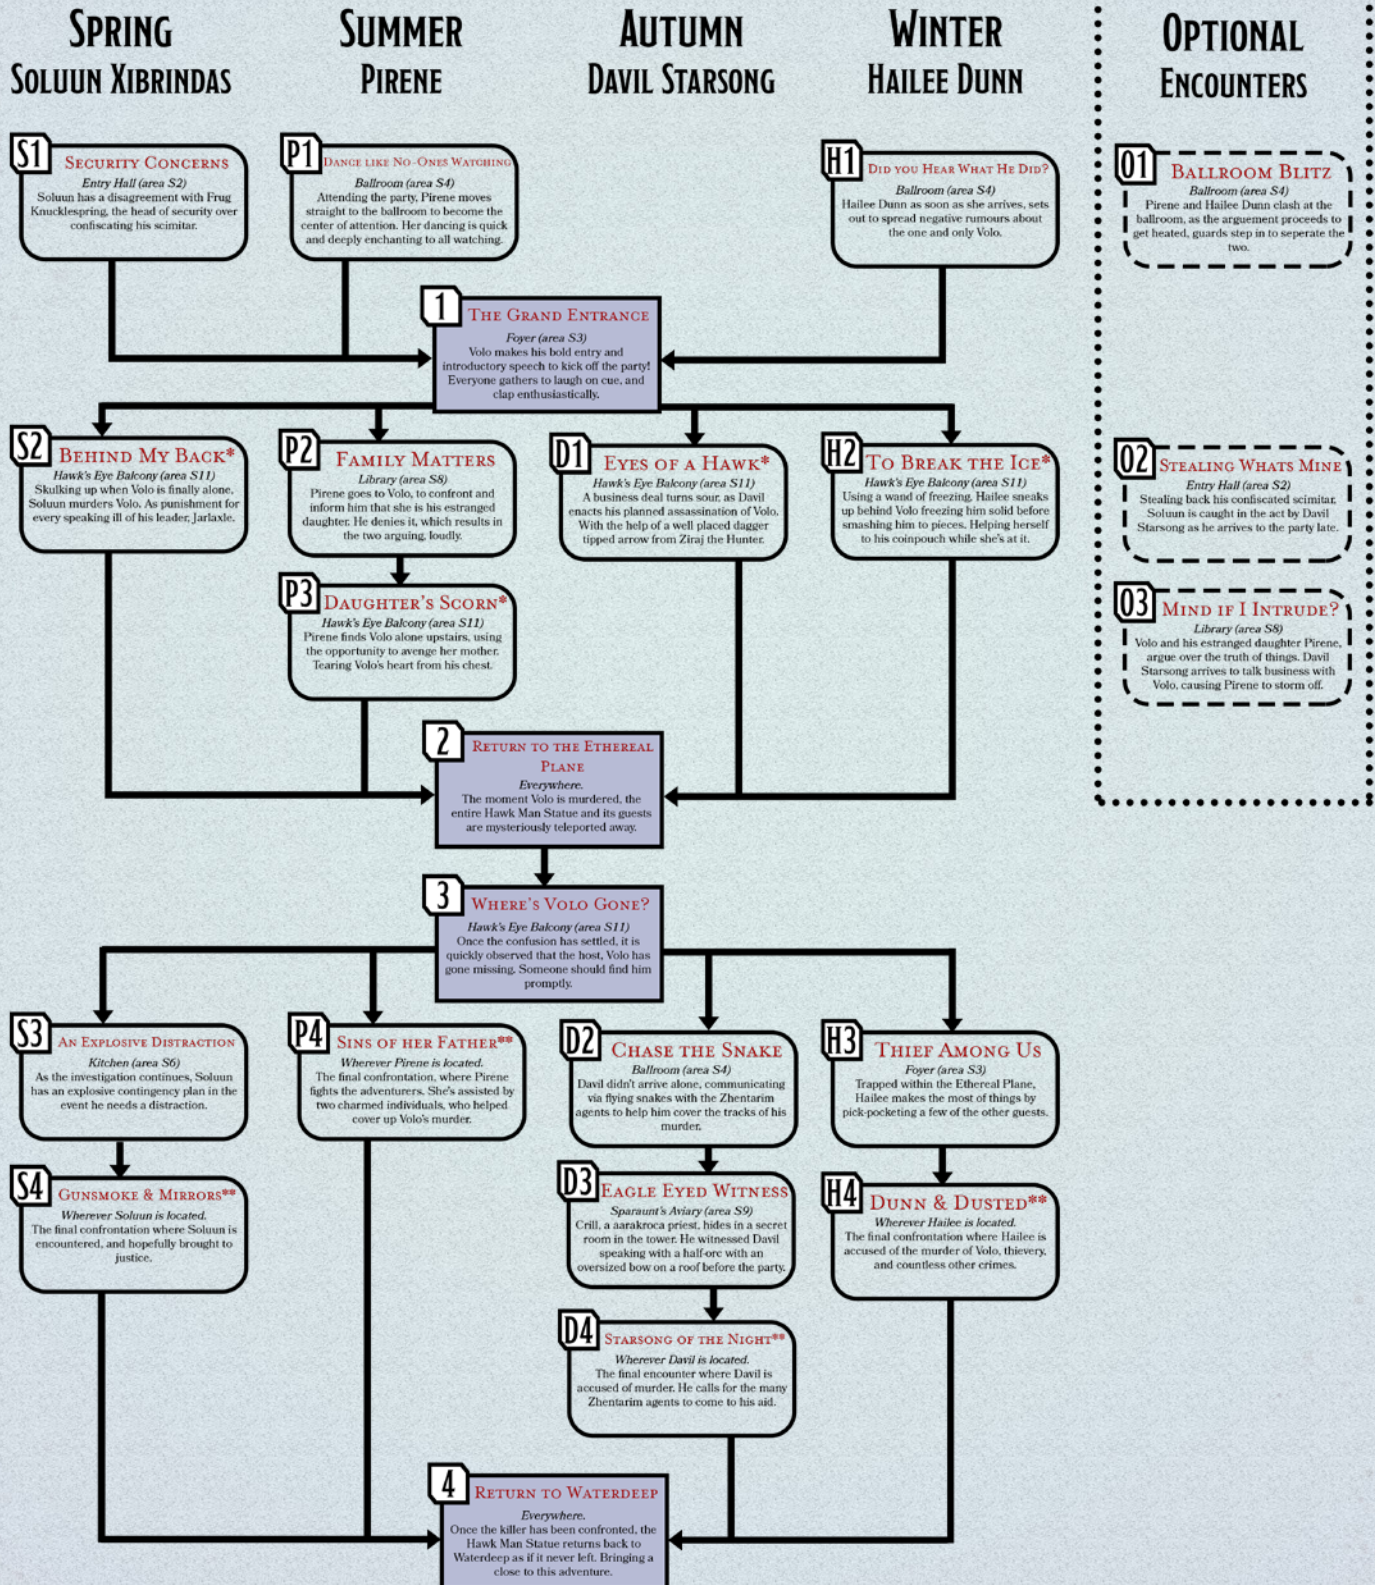 SPRING
SOLUUN XIBRINDAS
SUMMER
PIRENE
AUTUMN
DAVIL STARSONG
WINTER
HAILEE DUNN
OPTIONAL
ENCOUNTERS
S1
SECURITY CONCERNS
Entry Hall (area S2)
Soluun has a disagreement with Frug
Knucklespring, the head of security over
confiscating his scimitar.
P1
DANCE LIKE NO-ONES WATCHING
Ballroom (area S4)
Attending the party, Pirene moves
straight to the ballroom to become the
center of attention. Her dancing is quick
and deeply enchanting to all watching.
H1
DID YOU HEAR WHAT HE DID?
Ballroom (area S4)
Hailee Dunn as soon as she arrives, sets
out to spread negative rumours about
the one and only Volo.
O1
BALLROOM BLITZ
Ballroom (area S4)
Pirene and Hailee Dunn clash at the
ballroom, as the arguement proceeds to
get heated, guards step in to seperate the
two.
1
THE GRAND ENTRANCE
Foyer (area S3)
Volo makes his bold entry and
introductory speech to kick off the party!
Everyone gathers to laugh on cue, and
clap enthusiastically.
S2
BEHIND MY BACK*
Hawk's Eye Balcony (area S11)
Skulking up when Volo is finally alone,
Soluun murders Volo. As punishment for
every speaking ill of his leader, Jarlaxle.
P2
FAMILY MATTERS
Library (area S8)
Pirene goes to Volo, to confront and
inform him that she is his estranged
daughter. He denies it, which results in
the two arguing, loudly.
D1
EYES OF A HAWK*
Hawk's Eye Balcony (area S11)
A business deal turns sour, as Davil
enacts his planned assassination of Volo.
With the help of a well placed dagger
tipped arrow from Ziraj the Hunter.
H2
TO BREAK THE ICE*
Hawk's Eye Balcony (area S11)
Using a wand of freezing, Hailee sneaks
up behind Volo freezing him solid before
smashing him to pieces. Helping herself
to his coinpouch while she's at it.
O2
STEALING WHATS MINE
Entry Hall (area S2)
Stealing back his confiscated scimitar,
Soluun is caught in the act by Davil
Starsong as he arrives to the party late.
P3
DAUGHTER'S SCORN*
Hawk's Eye Balcony (area S11)
Pirene finds Volo alone upstairs, using
the opportunity to avenge her mother.
Tearing Volo's heart from his chest.
O3
MIND IF I INTRUDE?
Library (area S8)
Volo and his estranged daughter Pirene,
argue over the truth of things. Davil
Starsong arrives to talk business with
Volo, causing Pirene to storm off.
2
RETURN TO THE ETHEREAL
PLANE
Everywhere.
The moment Volo is murdered, the
entire Hawk Man Statue and its guests
are mysteriously teleported away.
3
WHERE'S VOLO GONE?
Hawk's Eye Balcony (area S11)
Once the confusion has settled, it is
quickly observed that the host, Volo has
gone missing. Someone should find him
promptly.
S3
AN EXPLOSIVE DISTRACTION
Kitchen (area S6)
As the investigation continues, Soluun
has an explosive contingency plan in the
event he needs a distraction.
P4
SINS OF HER FATHER**
Wherever Pirene is located.
The final confrontation, where Pirene
fights the adventurers. She's assisted by
two charmed individuals, who helped
cover up Volo's murder.
D2
CHASE THE SNAKE
Ballroom (area S4)
Davil didn't arrive alone, communicating
via flying snakes with the Zhentarim
agents to help him cover the tracks of his
murder.
H3
THIEF AMONG US
Foyer (area S3)
Trapped within the Ethereal Plane,
Hailee makes the most of things by
pick-pocketing a few of the other guests.
S4
GUNSMOKE & MIRRORS**
Wherever Soluun is located.
The final confrontation where Soluun is
encountered, and hopefully brought to
justice.
D3
EAGLE EYED WITNESS
Sparaunt's Aviary (area S9)
Crill, a aarakroca priest, hides in a secret
room in the tower. He witnessed Davil
speaking with a half-orc with an
oversized bow on a roof before the party.
H4
DUNN & DUSTED**
Wherever Hailee is located.
The final confrontation where Hailee is
accused of the murder of Volo, thievery,
and countless other crimes.
D4
STARSONG OF THE NIGHT**
Wherever Davil is located.
The final encounter where Davil is
accused of murder. He calls for the many
Zhentarim agents to come to his aid.
4
RETURN TO WATERDEEP
Everywhere.
Once the killer has been confronted, the
Hawk Man Statue returns back to
Waterdeep as if it never left. Bringing a
close to this adventure.